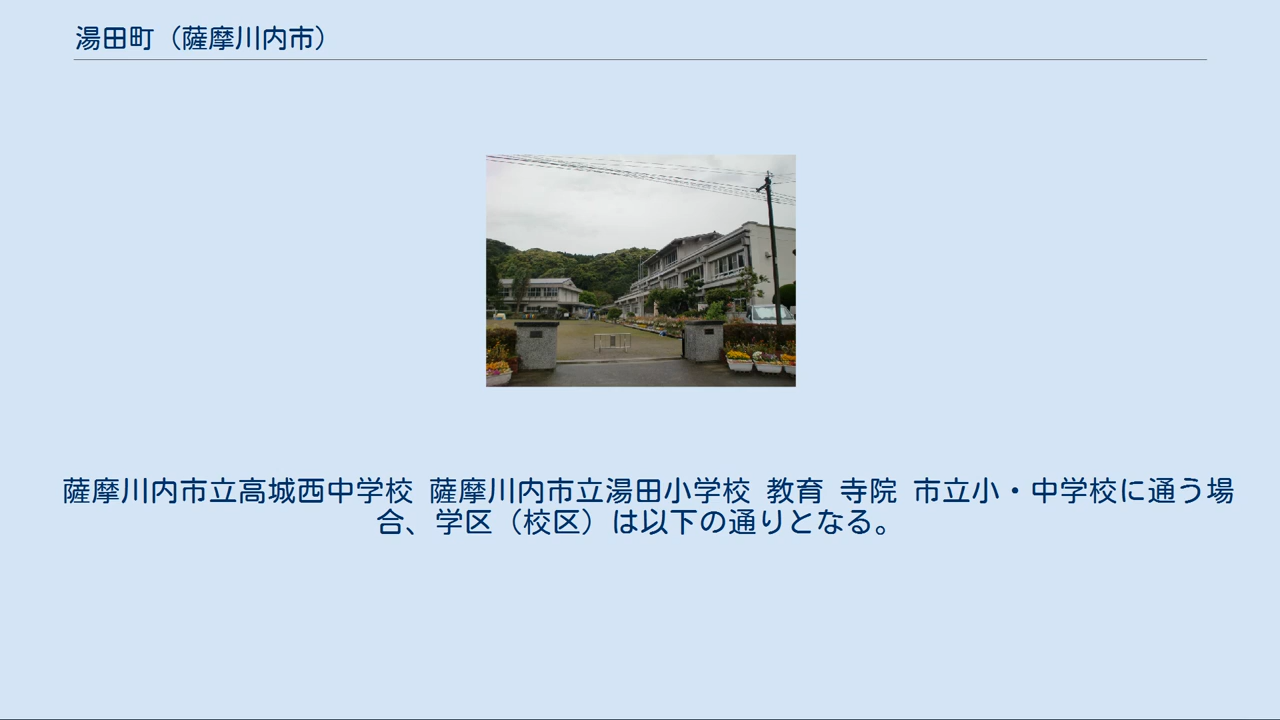 湯田町（薩摩川内市）
薩摩川内市立高城西中学校 薩摩川内市立湯田小学校 教育 寺院 市立小・中学校に通う場
合、学区（校区）は以下の通りとなる。